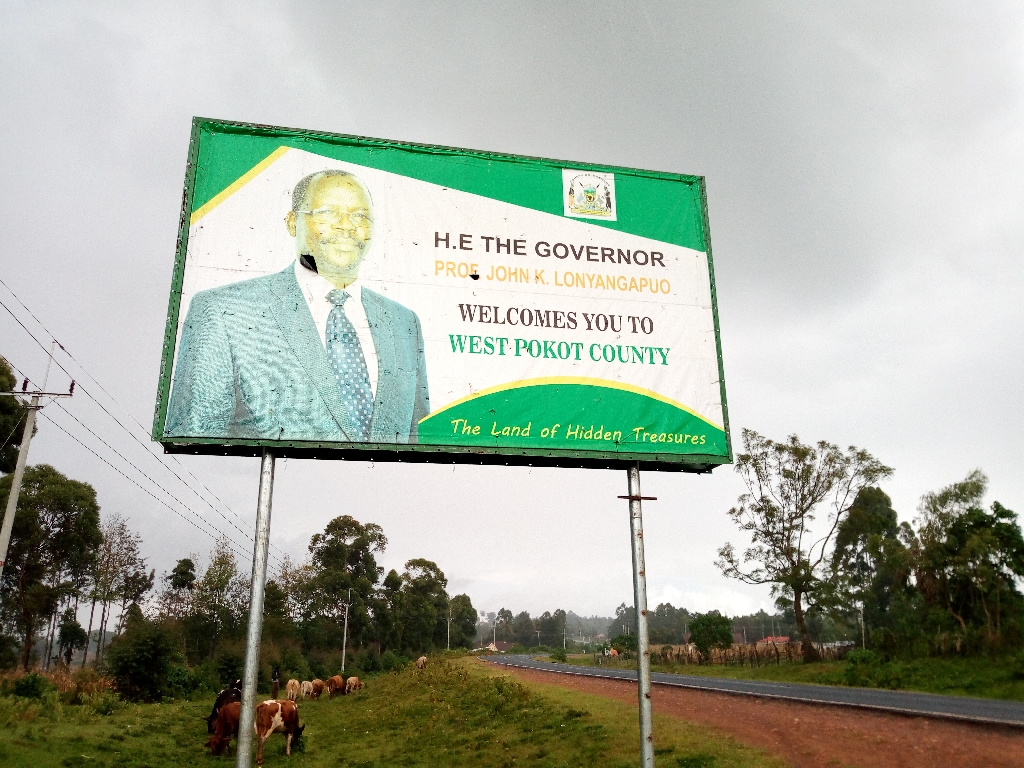 H.E THE GOVERNOR
PROF. JOHN K. LONYANGAPUO
WELCOMES YOU TO
WEST POKOT COUNTY
The Land of Hidden Treasures